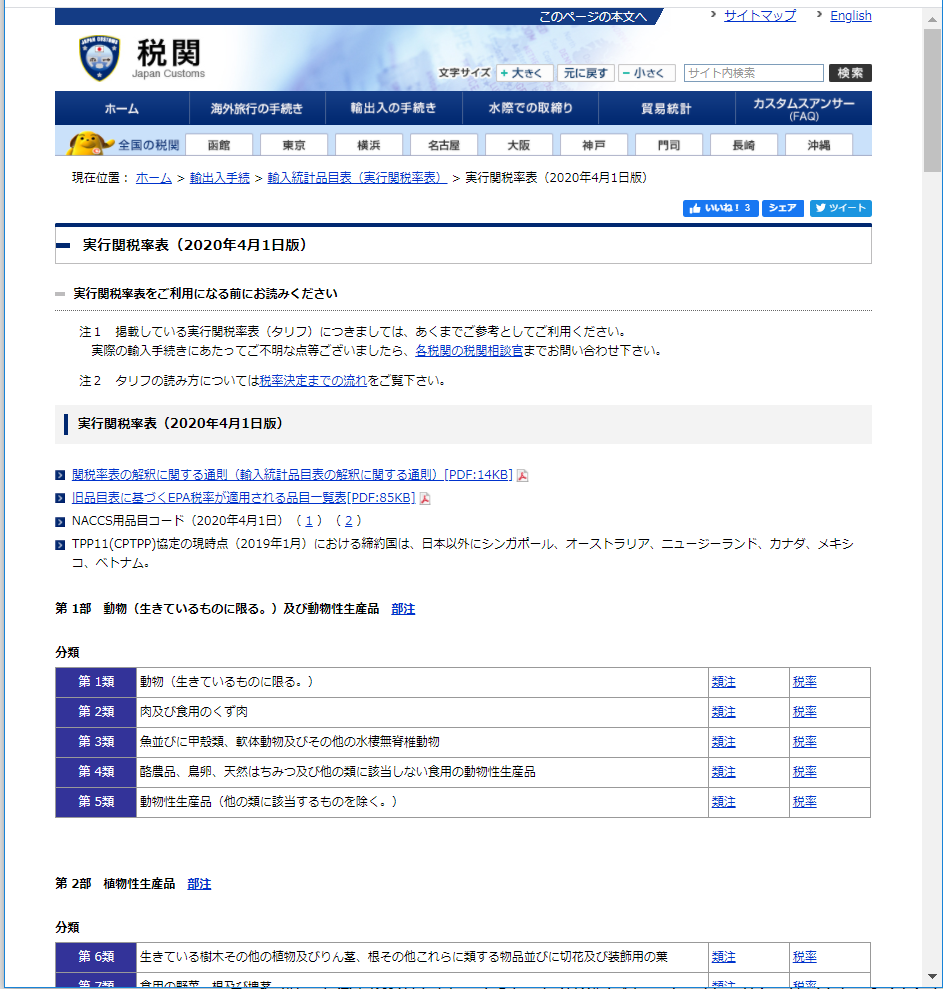 このページの本文へ
サイトマップ English
税関
Japan Customs
文字サイズ + 大きく 元に戻す − 小さく サイト内検索 検索
ホーム 海外旅行の手続き 輸出入の手続き 水際での取締り 貿易統計 カスタムスアンサー
(FAQ)
全国の税関 函館 東京 横浜 名古屋 大阪 神戸 門司 長崎 沖縄
現在位置： ホーム > 輸出入手続 > 輸入統計品目表（実行関税率表） > 実行関税率表（2020年4月1日版）
いいね！ 3 シェア ツイート
実行関税率表（2020年4月1日版）
実行関税率表をご利用になる前にお読みください
注１　掲載している実行関税率表（タリフ）につきましては、あくまでご参考としてご利用ください。
実際の輸入手続きにあたってご不明な点等ございましたら、各税関の税関相談官までお問い合わせ下さい。
注２　タリフの読み方については税率決定までの流れをご覧下さい。
実行関税率表（2020年4月1日版）
関税率表の解釈に関する通則（輸入統計品目表の解釈に関する通則）[PDF:14KB]
旧品目表に基づくEPA税率が適用される品目一覧表[PDF:85KB]
NACCS用品目コード（2020年4月1日）（ 1 ）（ 2 ）
TPP11(CPTPP)協定の現時点（2019年1月）における締約国は、日本以外にシンガポール、オーストラリア、ニュージーランド、カナダ、メキシ
コ、ベトナム。
第 1部　動物（生きているものに限る。）及び動物性生産品　部注
分類
第 1類 動物（生きているものに限る。） 類注 税率
第 2類 肉及び食用のくず肉 類注 税率
第 3類 魚並びに甲殻類、軟体動物及びその他の水棲無脊椎動物 類注 税率
第 4類 酪農品、鳥卵、天然はちみつ及び他の類に該当しない食用の動物性生産品 類注 税率
第 5類 動物性生産品（他の類に該当するものを除く。） 類注 税率
第 2部　植物性生産品　部注
分類
第 6類 生きている樹木その他の植物及びりん茎、根その他これらに類する物品並びに切花及び装飾用の葉 類注 税率
第 7類 食用の野菜、根及び塊茎 類注 税率